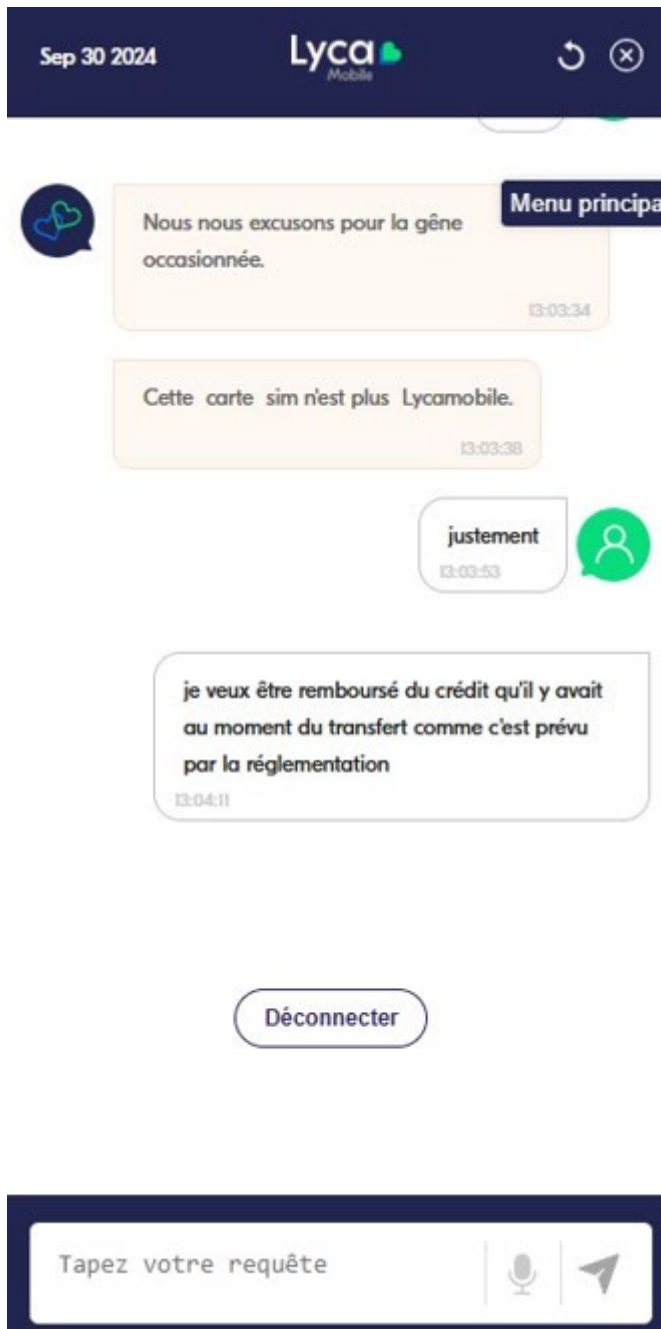 Sep 30 2024
Lyca
Mobile
Menu principa
Nous nous excusons pour la gêne
occasionnée.
13:03:34
Cette carte sim n'est plus Lycamobile.
13:03:38
justement
13:03:53
je veux être remboursé du crédit qu'il y avait
au moment du transfert comme c'est prévu
par la réglementation
13:04:11
Déconnecter
Tapez votre requête